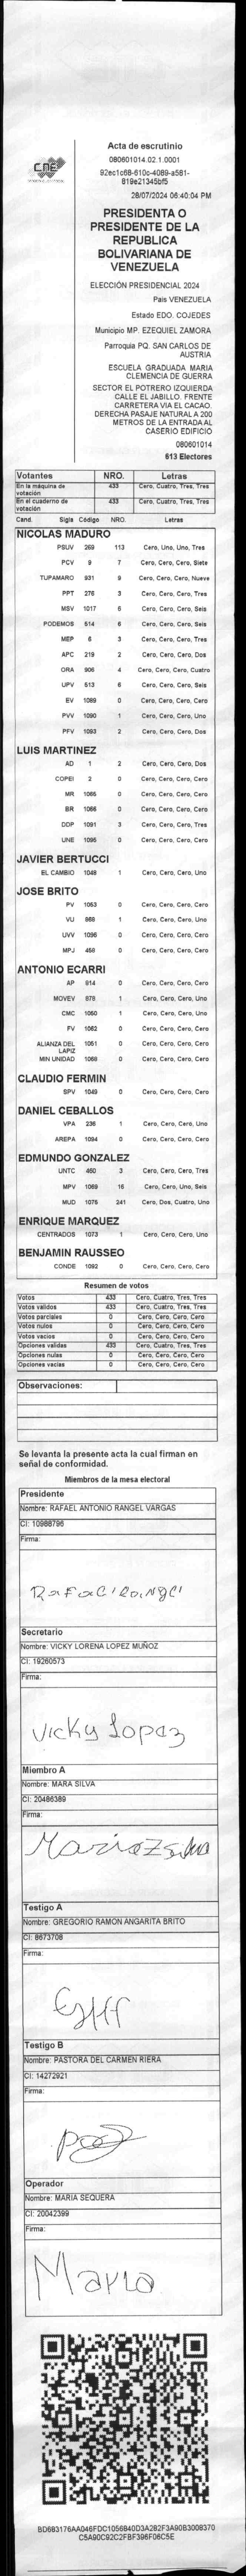 CNE
Acta de escrutinio
080601014.02.1.0001
92ec1c68-610c-4089-a581-
819e21345bf5
28/07/2024 06:40:04 PM
PRESIDENTA O
PRESIDENTE DE LA
REPUBLICA
BOLIVARIANA DE
VENEZUELA
ELECCIÓN PRESIDENCIAL 2024
País VENEZUELA
Estado EDO. COJEDES
Municipio MP. EZEQUIEL ZAMORA
Parroquia PQ. SAN CARLOS DE
AUSTRIA
ESCUELA GRADUADA MARIA
CLEMENCIA DE GUERRA
SECTOR EL POTRERO IZQUIERDA
CALLE EL JABILLO. FRENTE
CARRETERA VIA EL CACAO.
DERECHA PASAJE NATURAL A 200
METROS DE LA ENTRADA AL
CASERIO EDIFICIO
080601014
613 Electores
Votantes NRO. Letras
En la máquina de votación 433 Cero, Cuatro, Tres, Tres
En el cuaderno de votación 433 Cero, Cuatro, Tres, Tres
Cand. Sigla Código NRO. Letras
NICOLAS MADURO
PSUV 269 113 Cero, Uno, Uno, Tres
PCV 9 7 Cero, Cero, Cero, Siete
TUPAMARO 931 9 Cero, Cero, Cero, Nueve
PPT 276 3 Cero, Cero, Cero, Tres
MSV 1017 6 Cero, Cero, Cero, Seis
PODEMOS 514 6 Cero, Cero, Cero, Seis
MEP 6 3 Cero, Cero, Cero, Tres
APC 219 2 Cero, Cero, Cero, Dos
ORA 906 4 Cero, Cero, Cero, Cuatro
UPV 513 6 Cero, Cero, Cero, Seis
EV 1089 0 Cero, Cero, Cero, Cero
PVV 1090 1 Cero, Cero, Cero, Uno
PFV 1093 2 Cero, Cero, Cero, Dos
LUIS MARTINEZ
AD 1 2 Cero, Cero, Cero, Dos
COPEI 2 0 Cero, Cero, Cero, Cero
MR 1065 0 Cero, Cero, Cero, Cero
BR 1066 0 Cero, Cero, Cero, Cero
DDP 1091 3 Cero, Cero, Cero, Tres
UNE 1095 0 Cero, Cero, Cero, Cero
JAVIER BERTUCCI
EL CAMBIO 1048 1 Cero, Cero, Cero, Uno
JOSE BRITO
PV 1053 0 Cero, Cero, Cero, Cero
VU 868 1 Cero, Cero, Cero, Uno
UVV 1096 0 Cero, Cero, Cero, Cero
MPJ 458 0 Cero, Cero, Cero, Cero
ANTONIO ECARRI
AP 914 0 Cero, Cero, Cero, Cero
MOVEV 878 1 Cero, Cero, Cero, Uno
CMC 1050 1 Cero, Cero, Cero, Uno
FV 1062 0 Cero, Cero, Cero, Cero
ALIANZA DEL LAPIZ 1051 0 Cero, Cero, Cero, Cero
MIN UNIDAD 1068 0 Cero, Cero, Cero, Cero
CLAUDIO FERMIN
SPV 1049 0 Cero, Cero, Cero, Cero
DANIEL CEBALLOS
VPA 236 1 Cero, Cero, Cero, Uno
AREPA 1094 0 Cero, Cero, Cero, Cero
EDMUNDO GONZALEZ
UNTC 460 3 Cero, Cero, Cero, Tres
MPV 1069 16 Cero, Cero, Uno, Seis
MUD 1075 241 Cero, Dos, Cuatro, Uno
ENRIQUE MARQUEZ
CENTRADOS 1073 1 Cero, Cero, Cero, Uno
BENJAMIN RAUSSEO
CONDE 1092 0 Cero, Cero, Cero, Cero
Resumen de votos
Votos 433 Cero, Cuatro, Tres, Tres
Votos validos 433 Cero, Cuatro, Tres, Tres
Votos parciales 0 Cero, Cero, Cero, Cero
Votos nulos 0 Cero, Cero, Cero, Cero
Votos vacios 0 Cero, Cero, Cero, Cero
Opciones validas 433 Cero, Cuatro, Tres, Tres
Opciones nulas 0 Cero, Cero, Cero, Cero
Opciones vacias 0 Cero, Cero, Cero, Cero
Observaciones:
Se levanta la presente acta la cual firman en
señal de conformidad.
Miembros de la mesa electoral
Presidente
Nombre: RAFAEL ANTONIO RANGEL VARGAS
CI: 10988796
Firma:
Rafael Rangel
Secretario
Nombre: VICKY LORENA LOPEZ MUÑOZ
CI: 19260573
Firma:
Vicky Lopez
Miembro A
Nombre: MARA SILVA
CI: 20486389
Firma:
Testigo A
Nombre: GREGORIO RAMON ANGARITA BRITO
CI: 8673708
Firma:
Testigo B
Nombre: PASTORA DEL CARMEN RIERA
CI: 14272921
Firma:
Operador
Nombre: MARIA SEQUERA
CI: 20042399
Firma:
Maria
BD683176AA046FDC1056840D3A282F3A90B3008370
C5A90C92C2FBF396F06C5E